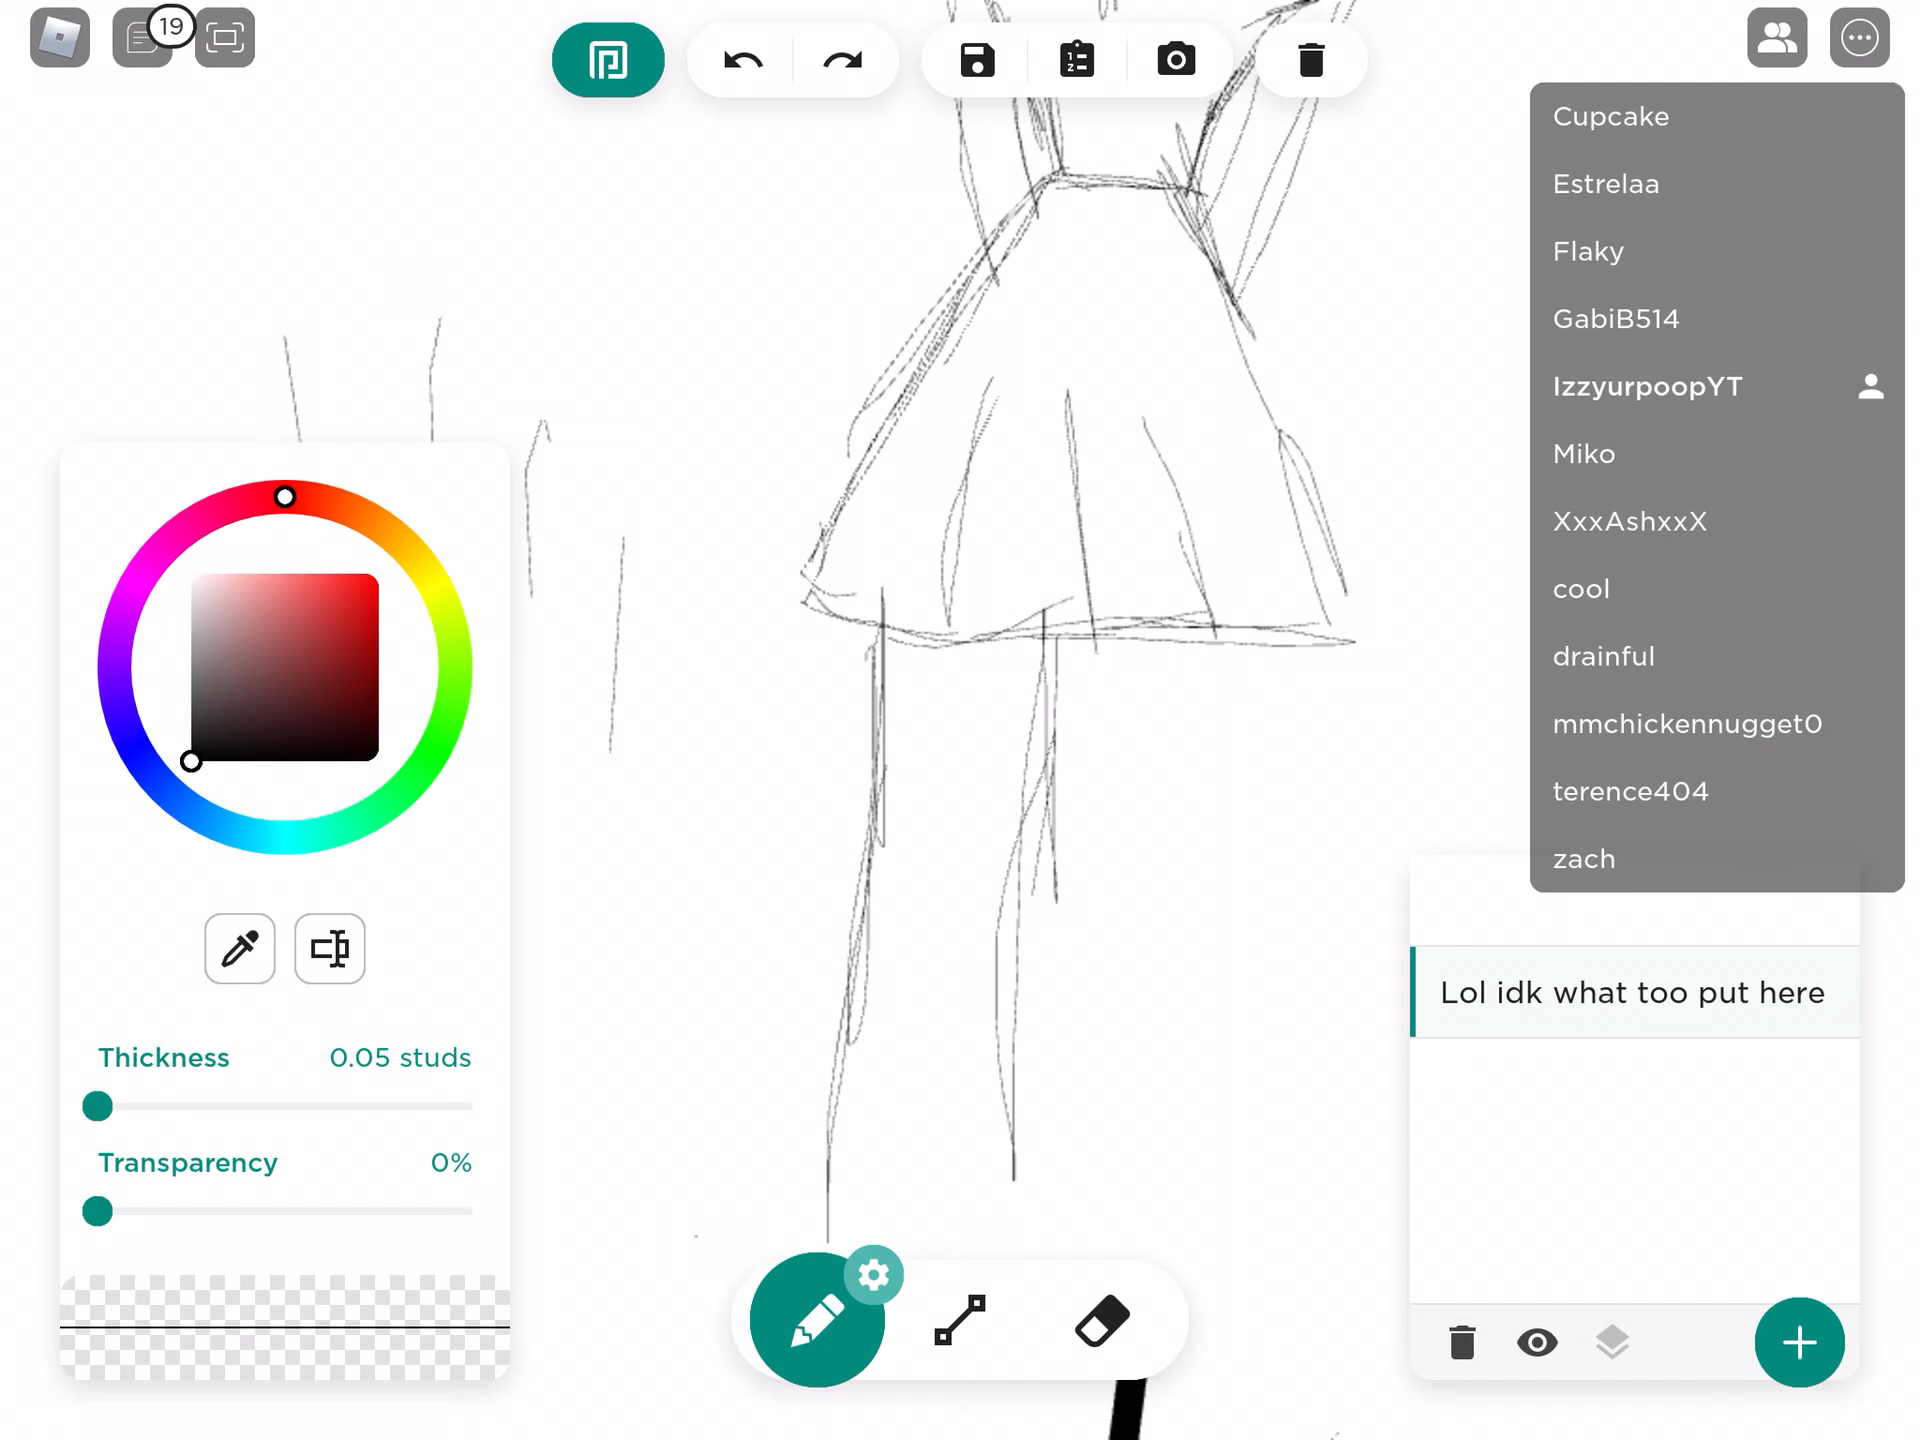 19
Cupcake
Estrelaa
Flaky
GabiB514
IzzyurpoopYT
Miko
XxxAshxxX
cool
drainful
mmchickennugget0
terence404
zach
Thickness 0.05 studs
Transparency 0%
Lol idk what too put here